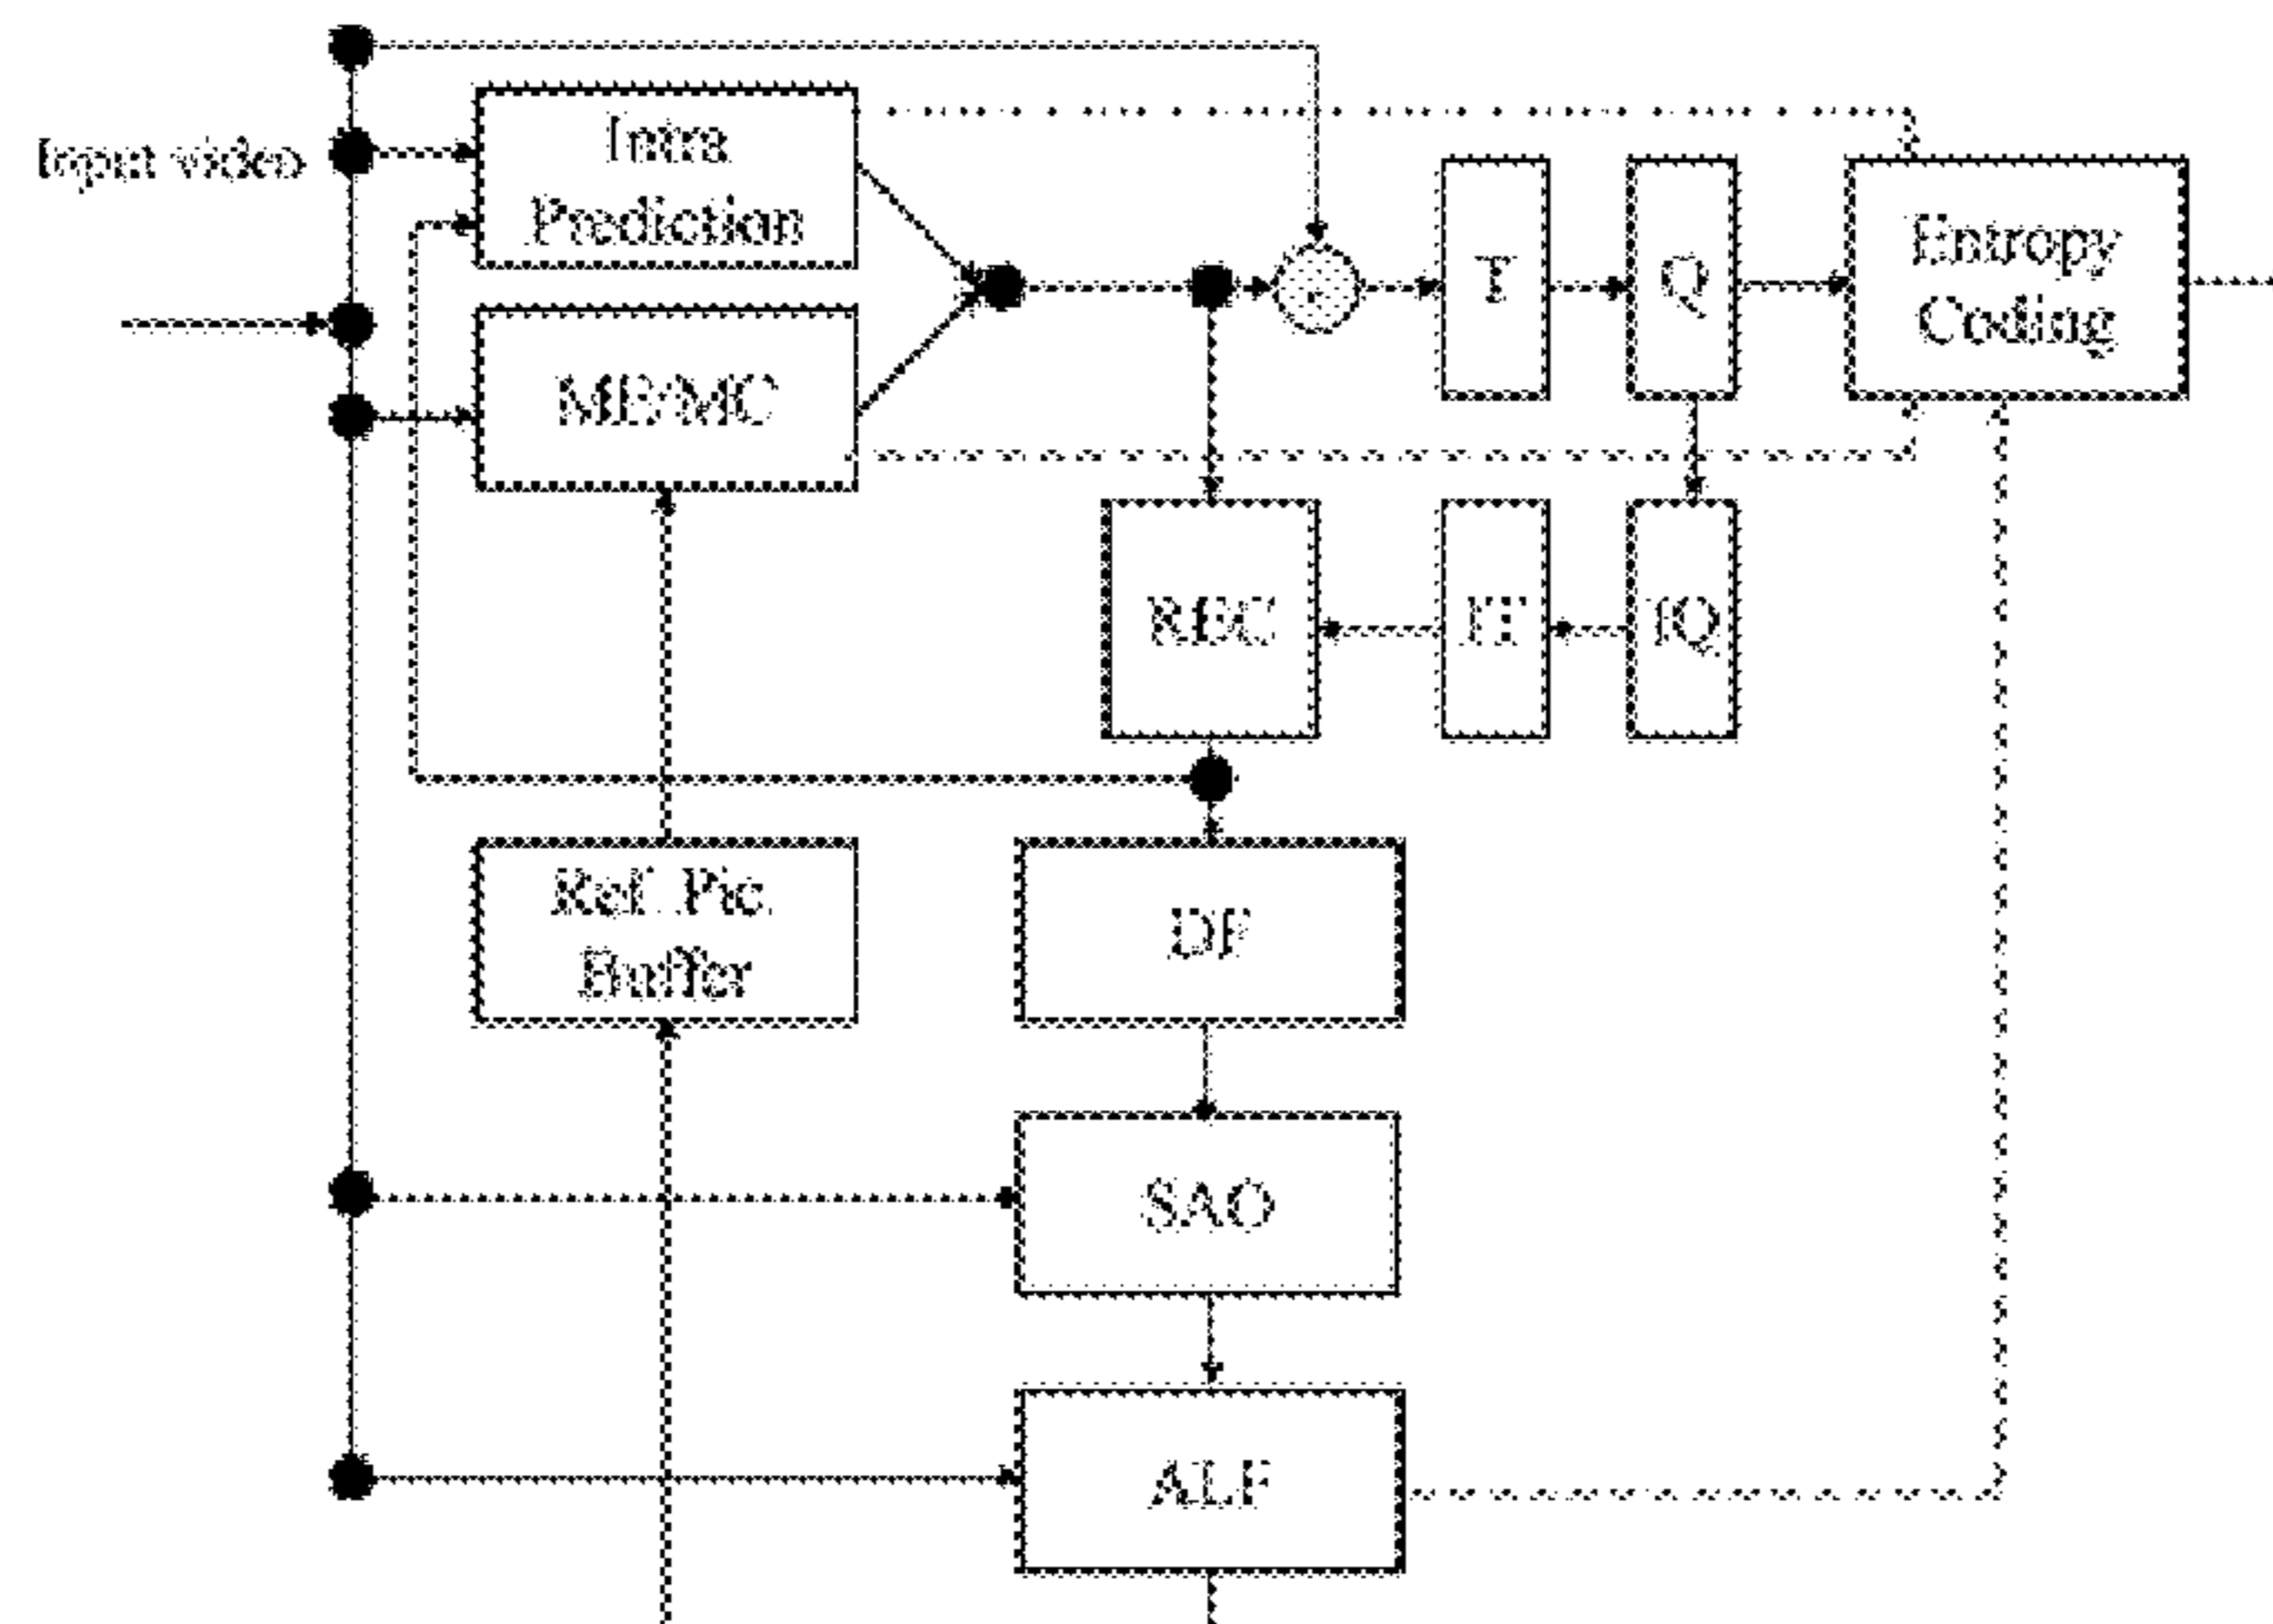 Intra
Input video
Prediction
T
Q
Entropy
Coding
ME/MC
REC
IT
IQ
Ref. Pic.
Buffer
DF
SAO
ALF